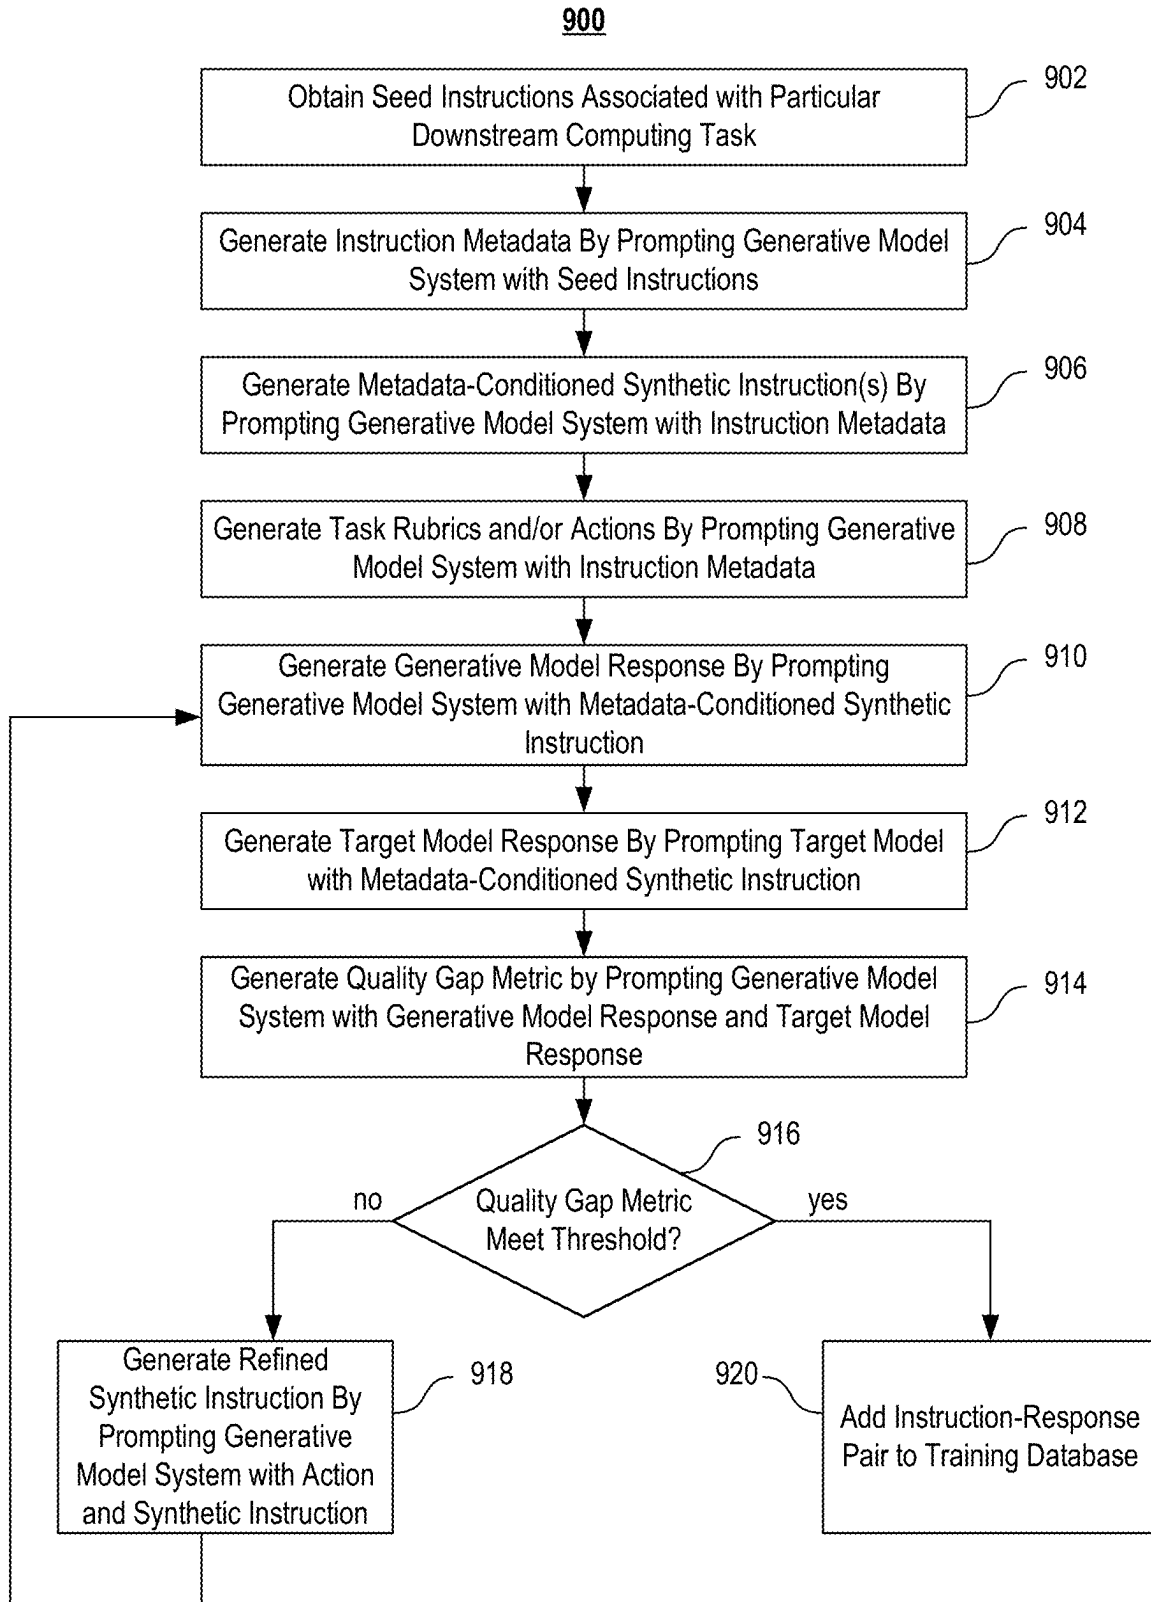 900
Obtain Seed Instructions Associated with Particular
Downstream Computing Task
902
Generate Instruction Metadata By Prompting Generative Model
System with Seed Instructions
904
Generate Metadata-Conditioned Synthetic Instruction(s) By
Prompting Generative Model System with Instruction Metadata
906
Generate Task Rubrics and/or Actions By Prompting Generative
Model System with Instruction Metadata
908
Generate Generative Model Response By Prompting
Generative Model System with Metadata-Conditioned Synthetic
Instruction
910
Generate Target Model Response By Prompting Target Model
with Metadata-Conditioned Synthetic Instruction
912
Generate Quality Gap Metric by Prompting Generative Model
System with Generative Model Response and Target Model
Response
914
916
no
Quality Gap Metric
Meet Threshold?
yes
Generate Refined
Synthetic Instruction By
Prompting Generative
Model System with Action
and Synthetic Instruction
918
920
Add Instruction-Response
Pair to Training Database